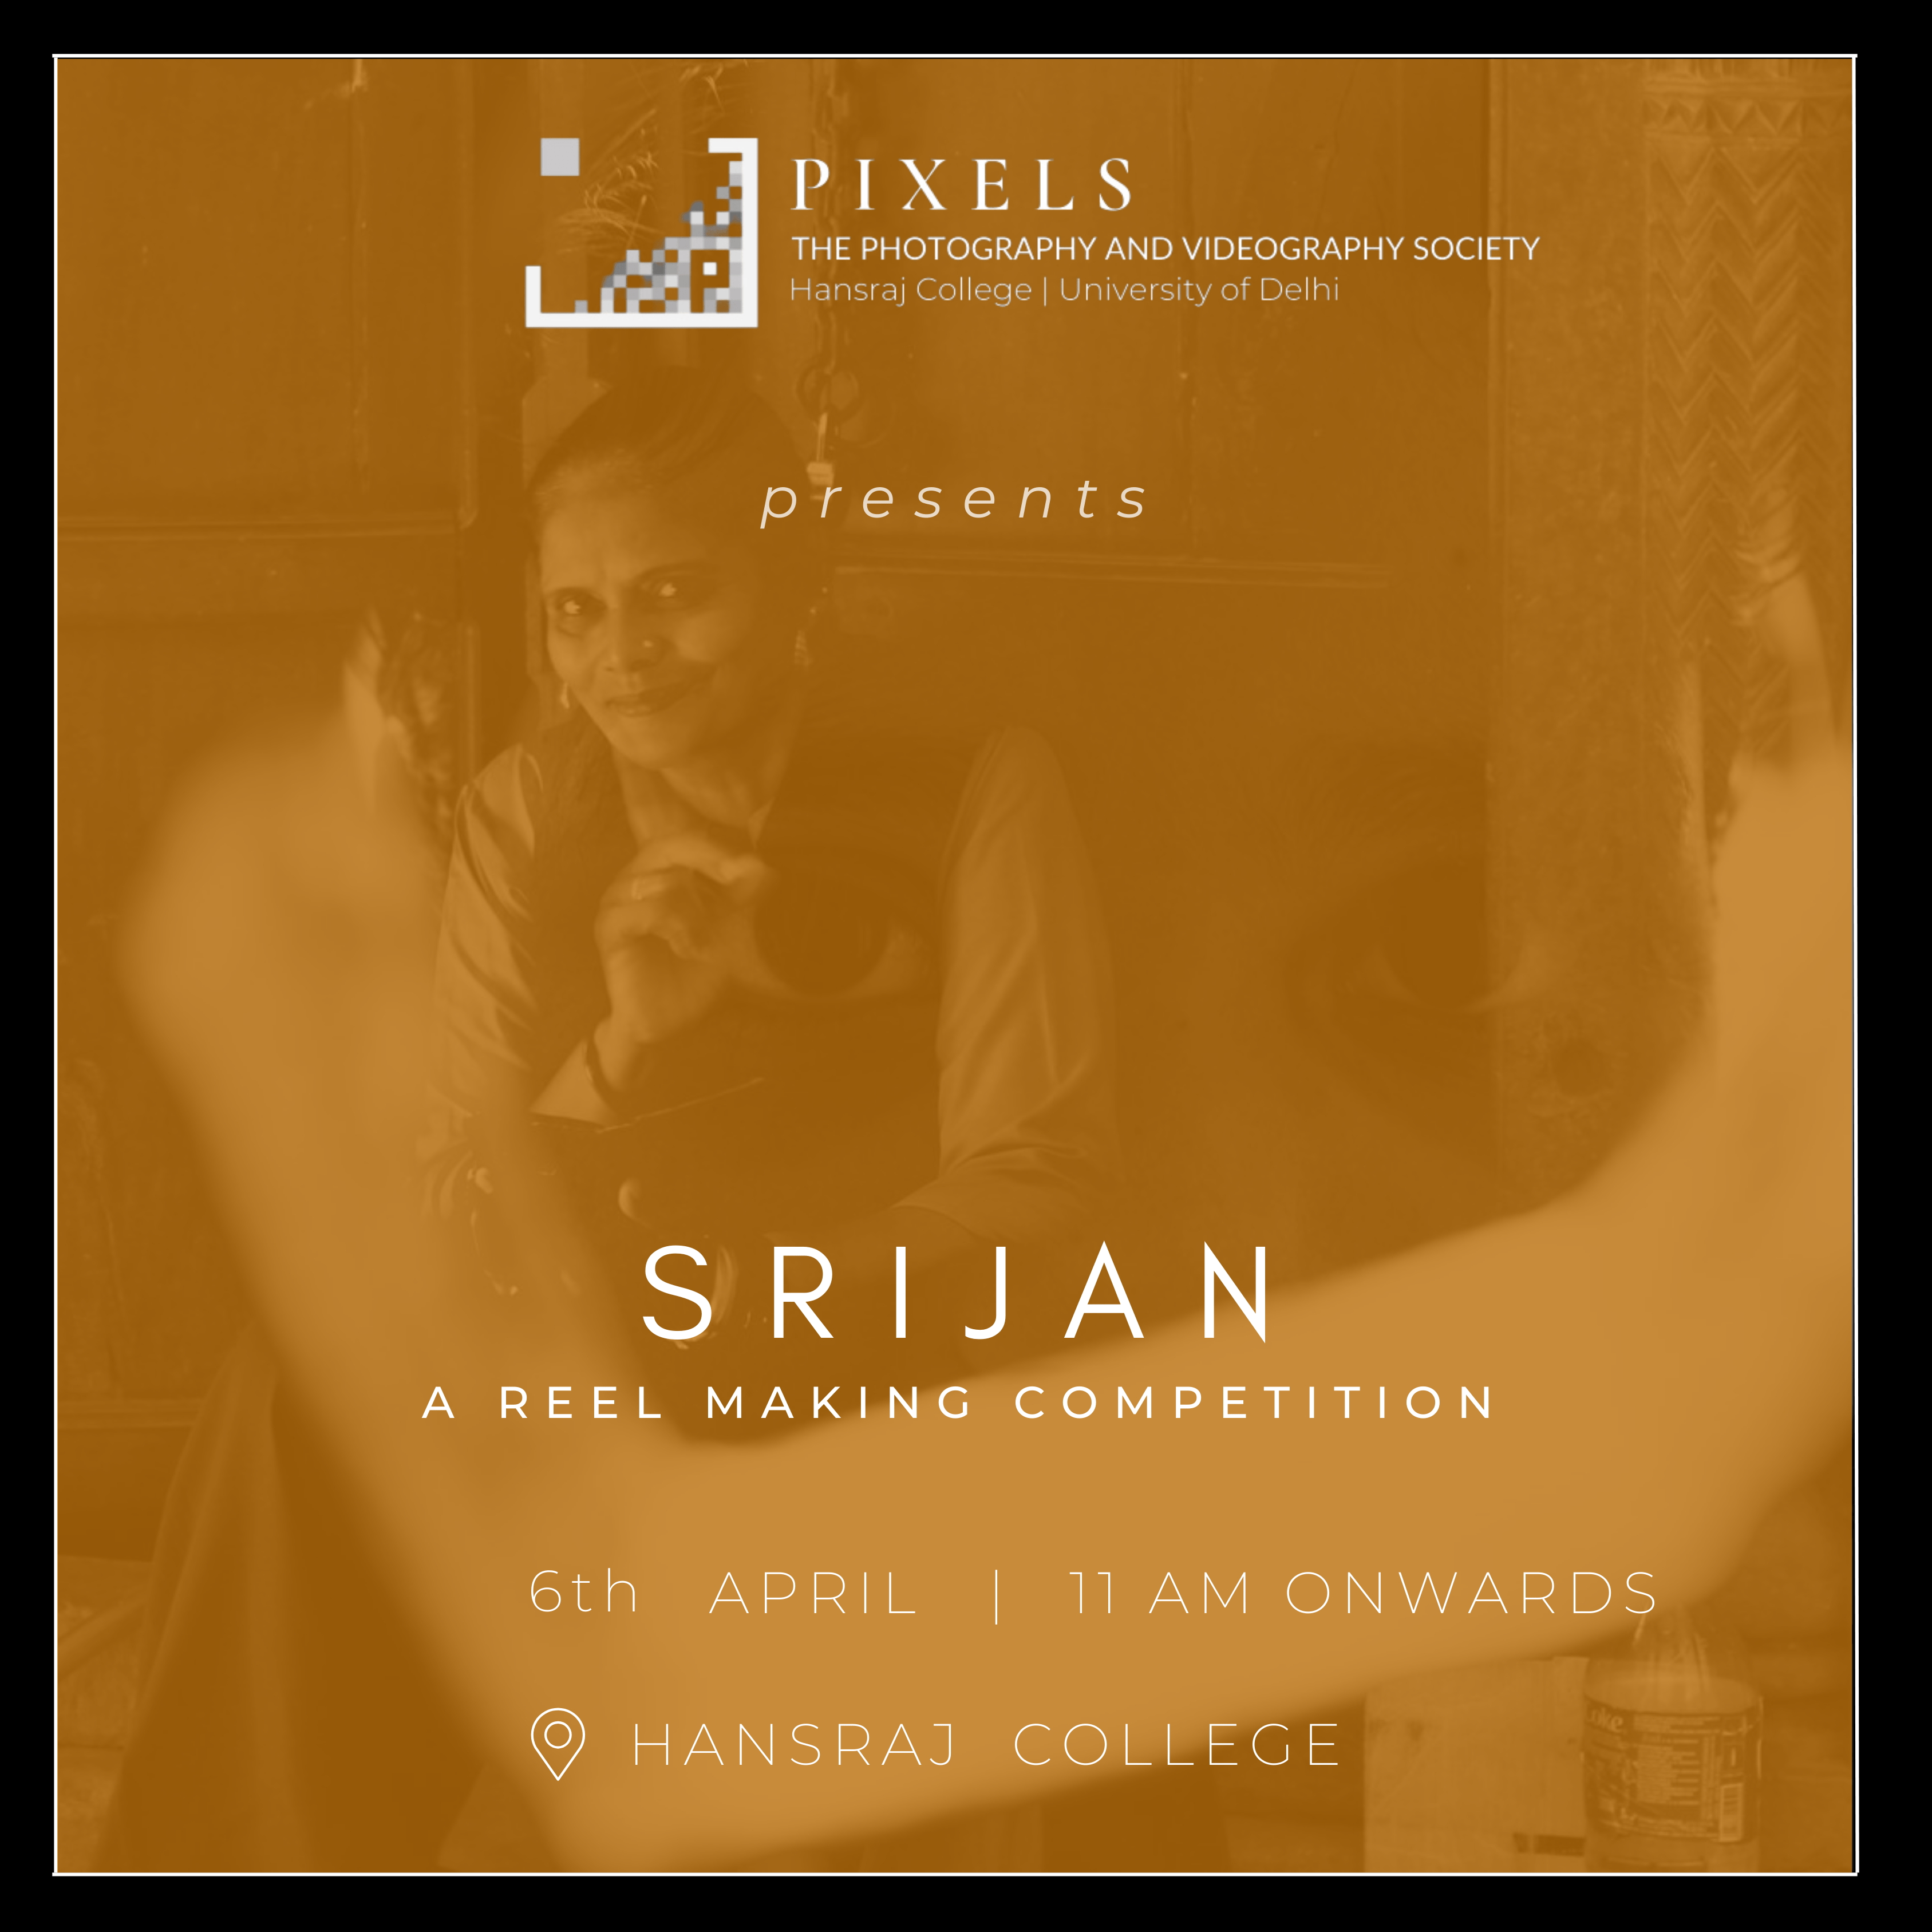 PIXELS
THE PHOTOGRAPHY AND VIDEOGRAPHY SOCIETY
Hansraj College | University of Delhi
presents
SRIJAN
A REEL MAKING COMPETITION
6th APRIL | 11 AM ONWARDS
HANSRAJ COLLEGE